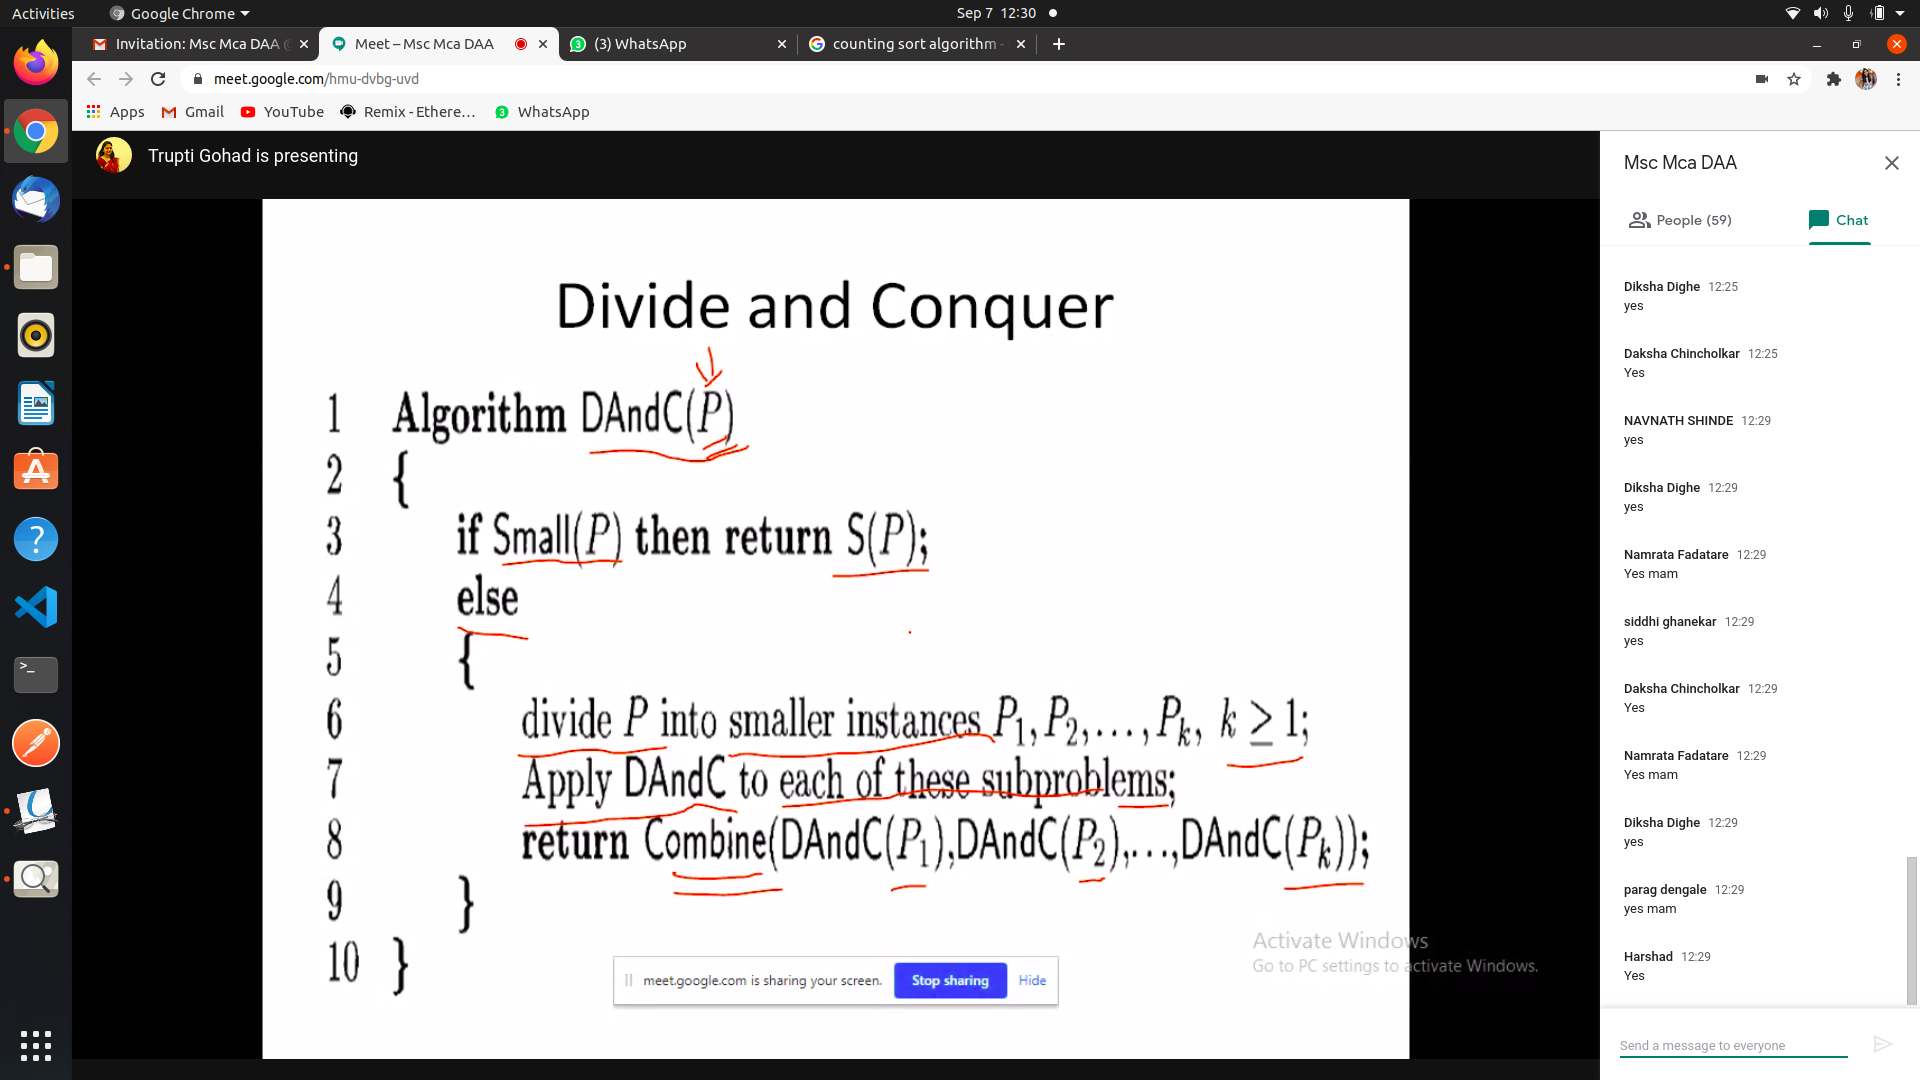 Activities
Google Chrome
Sep 7 12:30
Invitation: Msc Mca DAA
Meet – Msc Mca DAA
(3) WhatsApp
counting sort algorithm -
meet.google.com/hmu-dvbg-uvd
Apps
Gmail
YouTube
Remix - Ethere…
3 WhatsApp
Trupti Gohad is presenting
Divide and Conquer
1 Algorithm DAndC(P)
2 {
3 if Small(P) then return S(P);
4 else
5 {
6 divide P into smaller instances P₁, P₂, . . . , Pₖ, k ≥ 1;
7 Apply DAndC to each of these subproblems;
8 return Combine(DAndC(P₁),DAndC(P₂),. . .,DAndC(Pₖ));
9 }
10 }
Activate Windows
Go to PC settings to activate Windows.
meet.google.com is sharing your screen.
Stop sharing
Hide
Msc Mca DAA
People (59)
Chat
Diksha Dighe 12:25
yes
Daksha Chincholkar 12:25
Yes
NAVNATH SHINDE 12:29
yes
Diksha Dighe 12:29
yes
Namrata Fadatare 12:29
Yes mam
siddhi ghanekar 12:29
yes
Daksha Chincholkar 12:29
Yes
Namrata Fadatare 12:29
Yes mam
Diksha Dighe 12:29
yes
parag dengale 12:29
yes mam
Harshad 12:29
Yes
Send a message to everyone